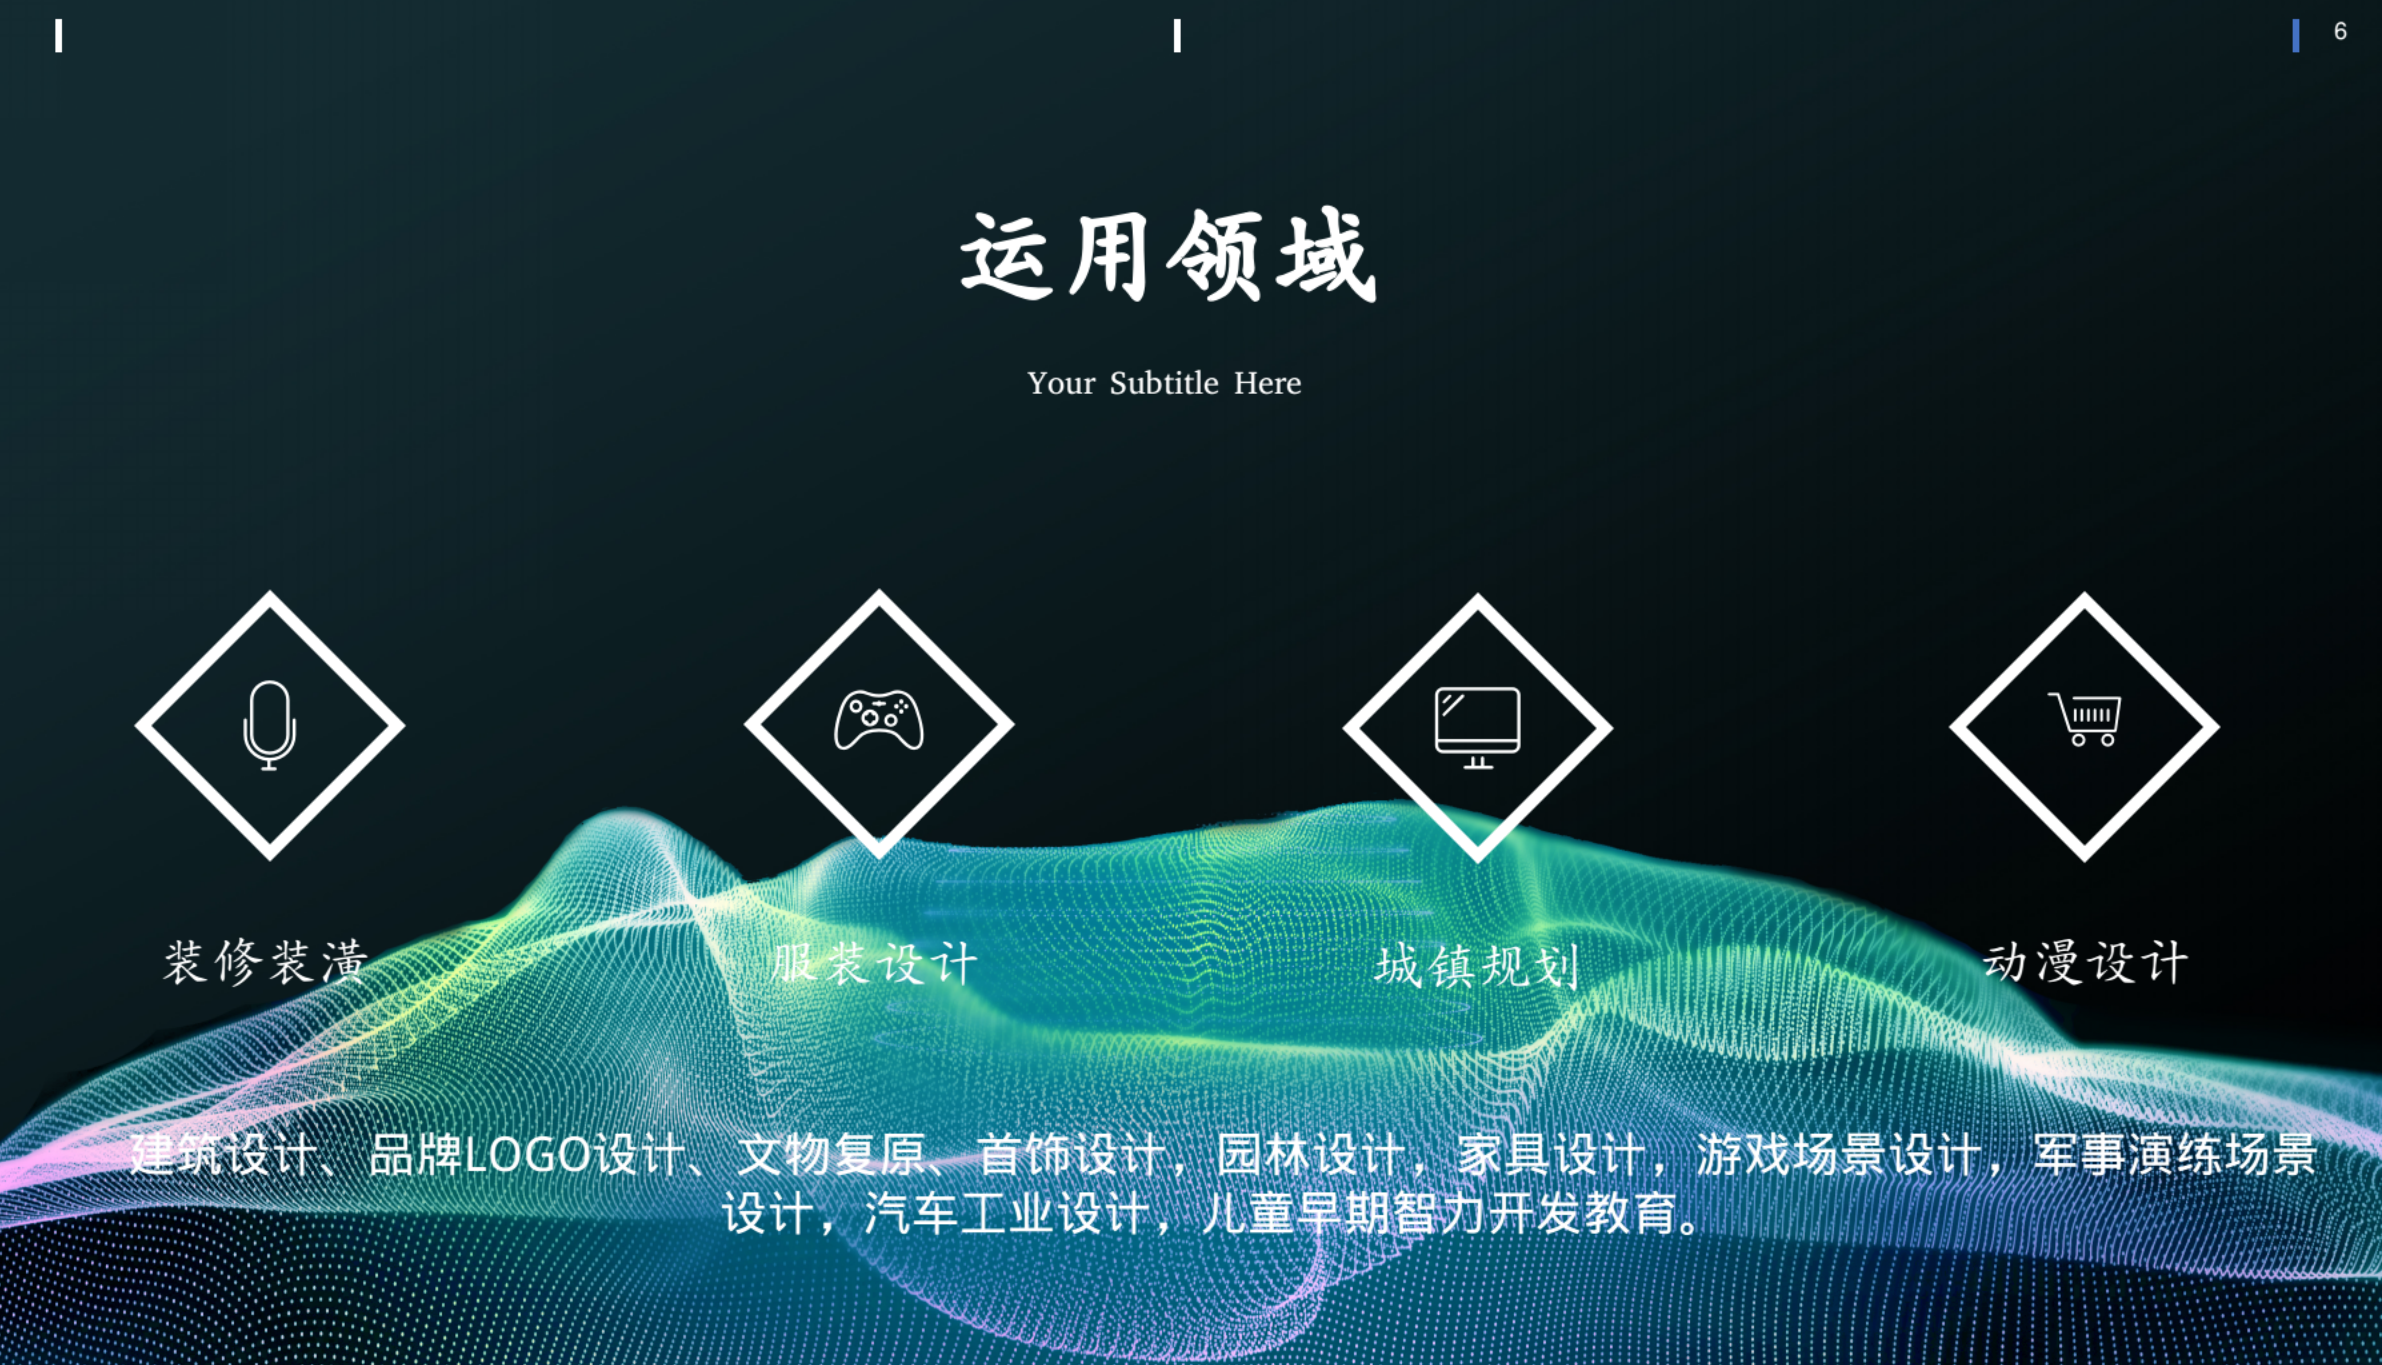 6
运用领域
Your Subtitle Here
装修装潢
服装设计
城镇规划
动漫设计
建筑设计、品牌LOGO设计、文物复原、首饰设计，园林设计，家具设计，游戏场景设计，军事演练场景
设计，汽车工业设计，儿童早期智力开发教育。